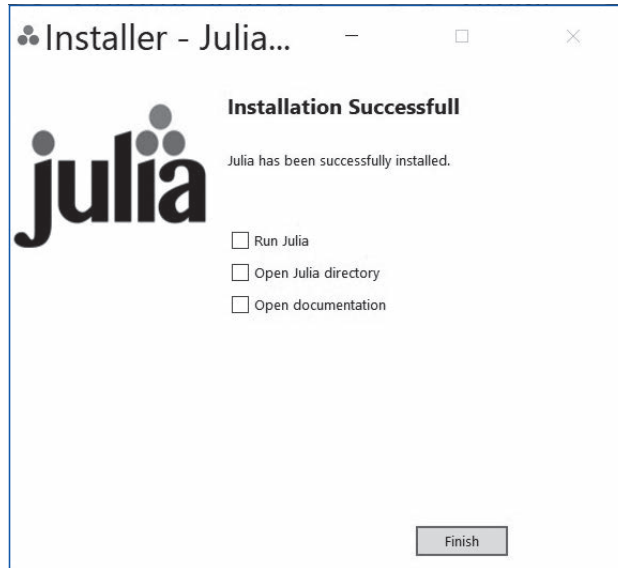 Installer - Julia...
Installation Successfull
julia
Julia has been successfully installed.
Run Julia
Open Julia directory
Open documentation
Finish